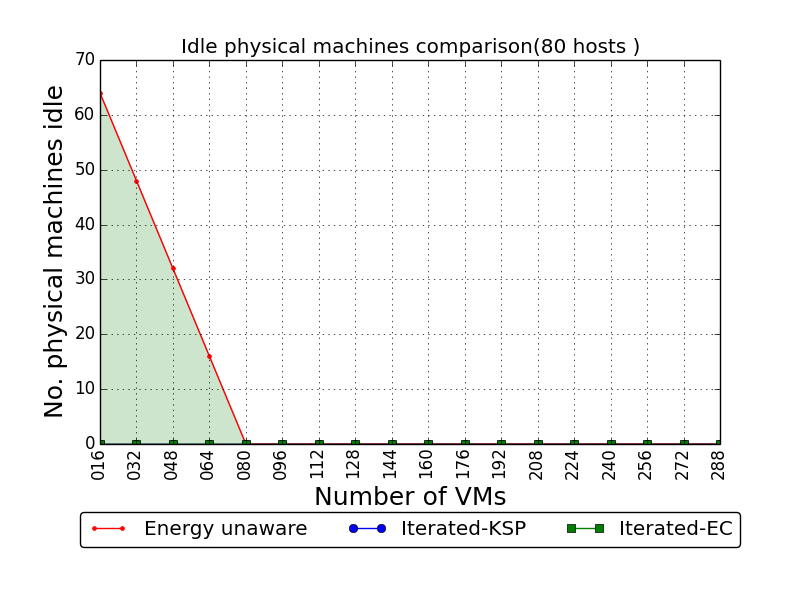 Idle physical machines comparison(80 hosts )
No. physical machines idle
70
60
50
40
30
20
10
0
016 032 048 064 080 096 112 128 144 160 176 192 208 224 240 256 272 288
Number of VMs
Energy unaware Iterated-KSP Iterated-EC